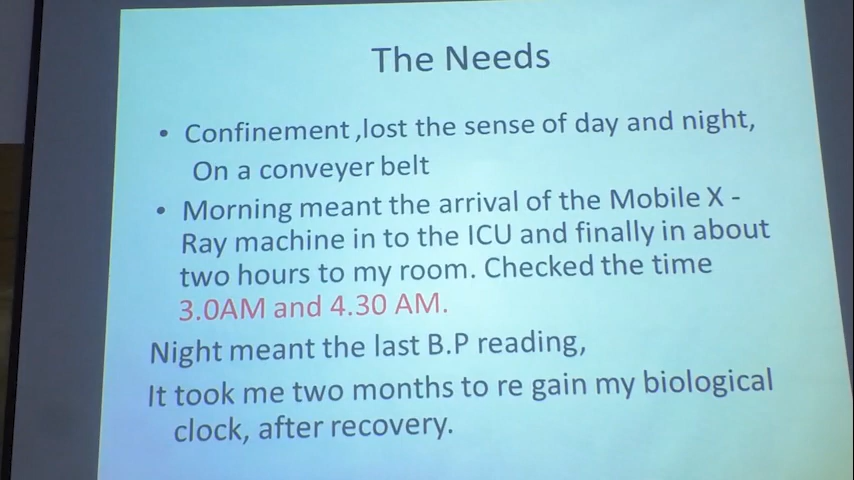 The Needs
• Confinement ,lost the sense of day and night,
On a conveyer belt
• Morning meant the arrival of the Mobile X -
Ray machine in to the ICU and finally in about
two hours to my room. Checked the time
3.0AM and 4.30 AM.
Night meant the last B.P reading,
It took me two months to re gain my biological
clock, after recovery.